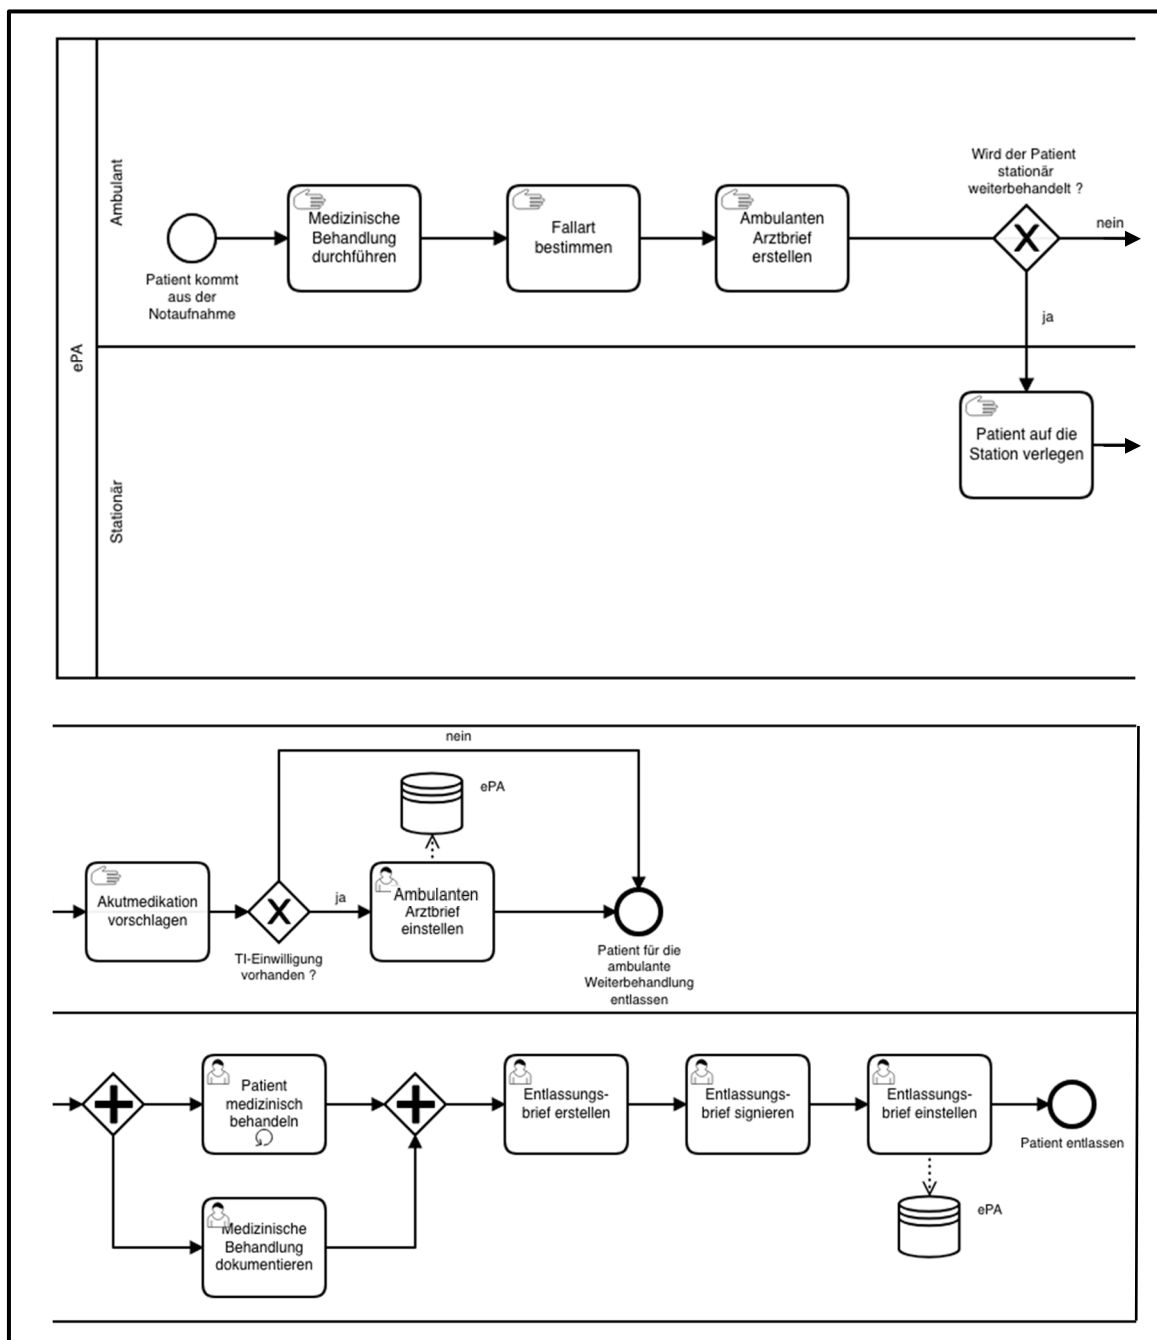 ePA
Ambulant
Patient kommt
aus der
Notaufnahme
Medizinische
Behandlung
durchführen
Fallart
bestimmen
Ambulanten
Arztbrief
erstellen
Wird der Patient
stationär
weiterbehandelt ?
nein
ja
Stationär
Patient auf die
Station verlegen
nein
ePA
Akutmedikation
vorschlagen
TI-Einwilligung
vorhanden ?
ja
Ambulanten
Arztbrief
einstellen
Patient für die
ambulante
Weiterbehandlung
entlassen
Patient
medizinisch
behandeln
Medizinische
Behandlung
dokumentieren
Entlassungs-
brief erstellen
Entlassungs-
brief signieren
Entlassungs-
brief einstellen
ePA
Patient entlassen